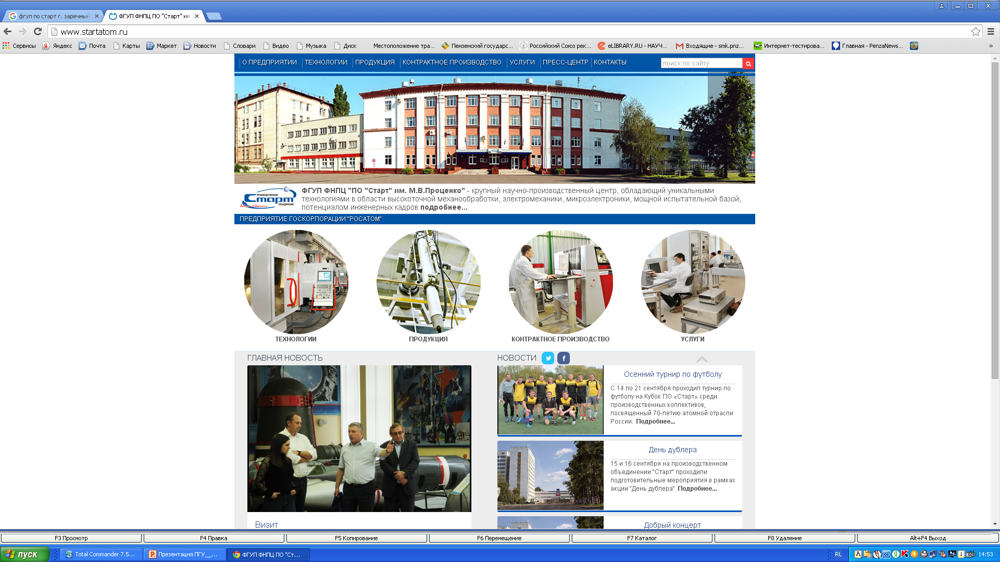 фгуп по старт г. заречный
ФГУП ФНПЦ ПО "Старт" им
www.startatom.ru
Сервисы
Яндекс
Почта
Карты
Маркет
Новости
Словари
Видео
Музыка
Диск
Местоположение тра...
Пензенский государс...
Российский Союз рек...
eLIBRARY.RU - НАУЧ...
Входящие - smk.pnz...
Интернет-тестирова...
Главная - PenzaNews...
»
О ПРЕДПРИЯТИИ
ТЕХНОЛОГИИ
ПРОДУКЦИЯ
КОНТРАКТНОЕ ПРОИЗВОДСТВО
УСЛУГИ
ПРЕСС-ЦЕНТР
КОНТАКТЫ
поиск по сайту
ПРОИЗВОДСТВЕННОЕ
Старт
ОБЪЕДИНЕНИЕ
ФГУП ФНПЦ "ПО "Старт" им. М.В.Проценко" - крупный научно-производственный центр, обладающий уникальными
технологиями в области высокоточной механообработки, электромеханики, микроэлектроники, мощной испытательной базой,
потенциалом инженерных кадров подробнее...
ПРЕДПРИЯТИЕ ГОСКОРПОРАЦИИ "РОСАТОМ"
ТЕХНОЛОГИИ
ПРОДУКЦИЯ
КОНТРАКТНОЕ ПРОИЗВОДСТВО
УСЛУГИ
ГЛАВНАЯ НОВОСТЬ
Визит
НОВОСТИ
Осенний турнир по футболу
С 14 по 21 сентября проходил турнир по
футболу на Кубок ПО «Старт» среди
производственных коллективов,
посвященный 70-летию атомной отрасли
России. Подробнее...
День дублера
15 и 16 сентября на производственном
объединении "Старт" проходили
подготовительные мероприятия в рамках
акции "День дублера". Подробнее...
Добрый концерт
F3 Просмотр
F4 Правка
F5 Копирование
F6 Перемещение
F7 Каталог
F8 Удаление
Alt+F4 Выход
пуск
Total Commander 7.5...
Презентация ПГУ__...
ФГУП ФНПЦ ПО "Ст...
RL
14:53